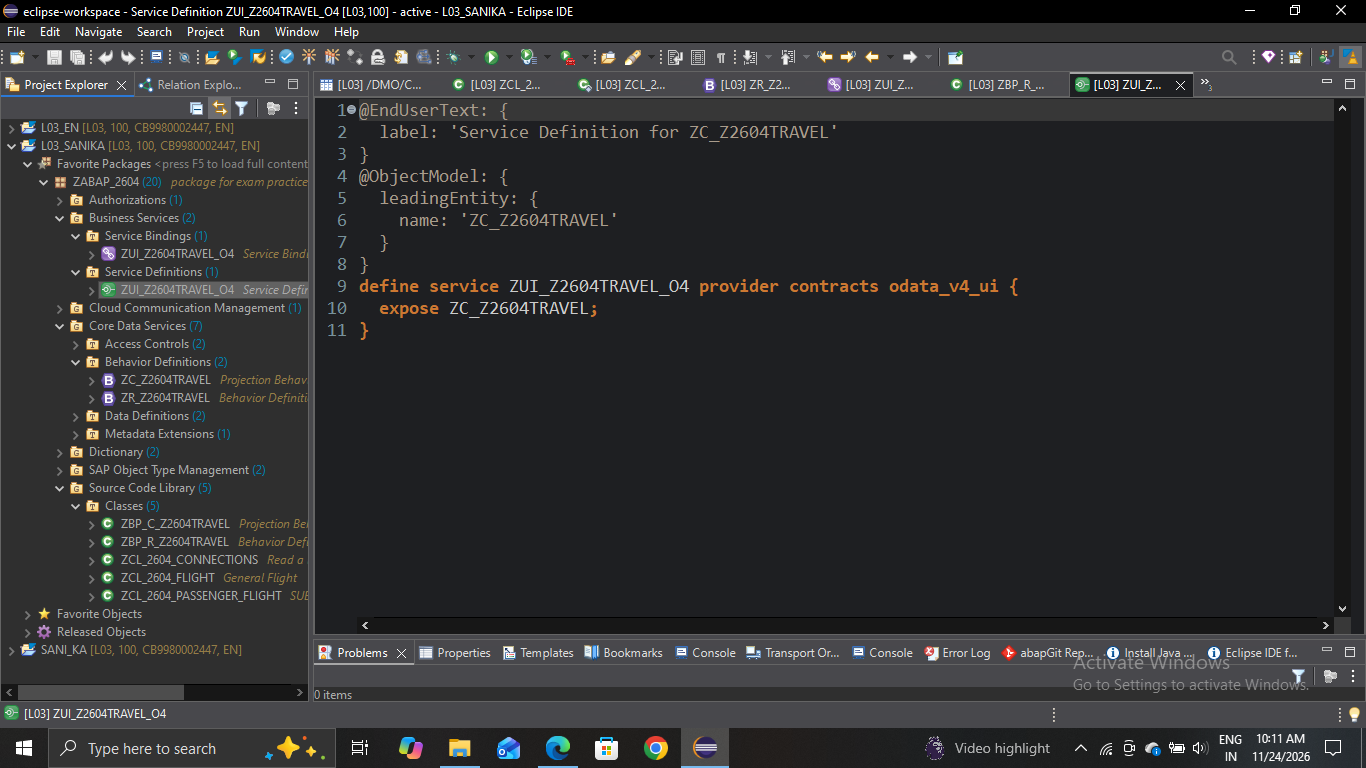 eclipse-workspace - Service Definition ZUI_Z2604TRAVEL_O4 [L03,100] - active - L03_SANIKA - Eclipse IDE
File Edit Navigate Search Project Run Window Help
Project Explorer
Relation Explo...
[L03] /DMO/C...
[L03] ZCL_2...
[L03] ZCL_2...
[L03] ZR_Z2...
[L03] ZUI_Z...
[L03] ZBP_R_...
[L03] ZUI_Z...
»3
L03_EN [L03, 100, CB9980002447, EN]
L03_SANIKA [L03, 100, CB9980002447, EN]
Favorite Packages <press F5 to load full content
ZABAP_2604 (20) package for exam practice
Authorizations (1)
Business Services (2)
Service Bindings (1)
ZUI_Z2604TRAVEL_O4 Service Bindi
Service Definitions (1)
ZUI_Z2604TRAVEL_O4 Service Defin
Cloud Communication Management (1)
Core Data Services (7)
Access Controls (2)
Behavior Definitions (2)
ZC_Z2604TRAVEL Projection Behav
ZR_Z2604TRAVEL Behavior Definiti
Data Definitions (2)
Metadata Extensions (1)
Dictionary (2)
SAP Object Type Management (2)
Source Code Library (5)
Classes (5)
ZBP_C_Z2604TRAVEL Projection Be
ZBP_R_Z2604TRAVEL Behavior Defi
ZCL_2604_CONNECTIONS Read a
ZCL_2604_FLIGHT General Flight
ZCL_2604_PASSENGER_FLIGHT SUB
Favorite Objects
Released Objects
SANI_KA [L03, 100, CB9980002447, EN]
1 @EndUserText: {
2 label: 'Service Definition for ZC_Z2604TRAVEL'
3 }
4 @ObjectModel: {
5 leadingEntity: {
6 name: 'ZC_Z2604TRAVEL'
7 }
8 }
9 define service ZUI_Z2604TRAVEL_O4 provider contracts odata_v4_ui {
10 expose ZC_Z2604TRAVEL;
11 }
Problems
Properties
Templates
Bookmarks
Console
Transport Or...
Console
Error Log
abapGit Rep...
Install Java ...
Eclipse IDE f...
0 items
Activate Windows
Go to Settings to activate Windows.
[L03] ZUI_Z2604TRAVEL_O4
Type here to search
Video highlight
ENG
IN
10:11 AM
11/24/2026